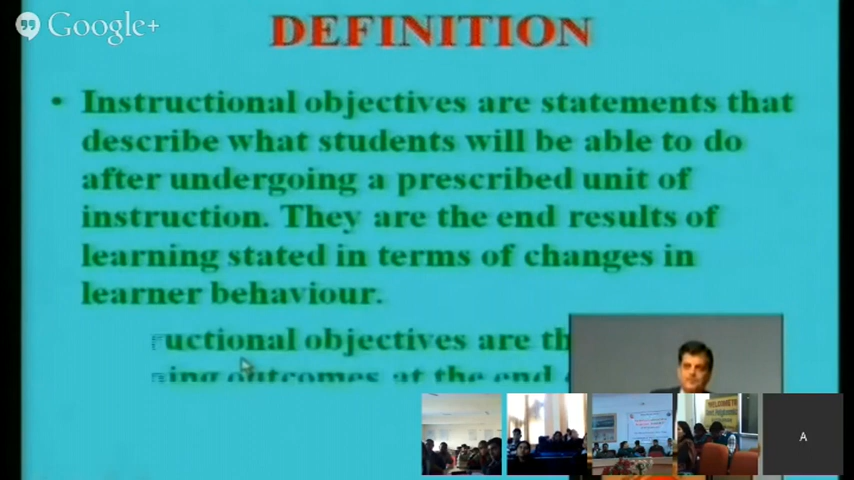 Google+
DEFINITION
• Instructional objectives are statements that
describe what students will be able to do
after undergoing a prescribed unit of
instruction. They are the end results of
learning stated in terms of changes in
learner behaviour.
uctional objectives are th
ing outcomes at the end
A